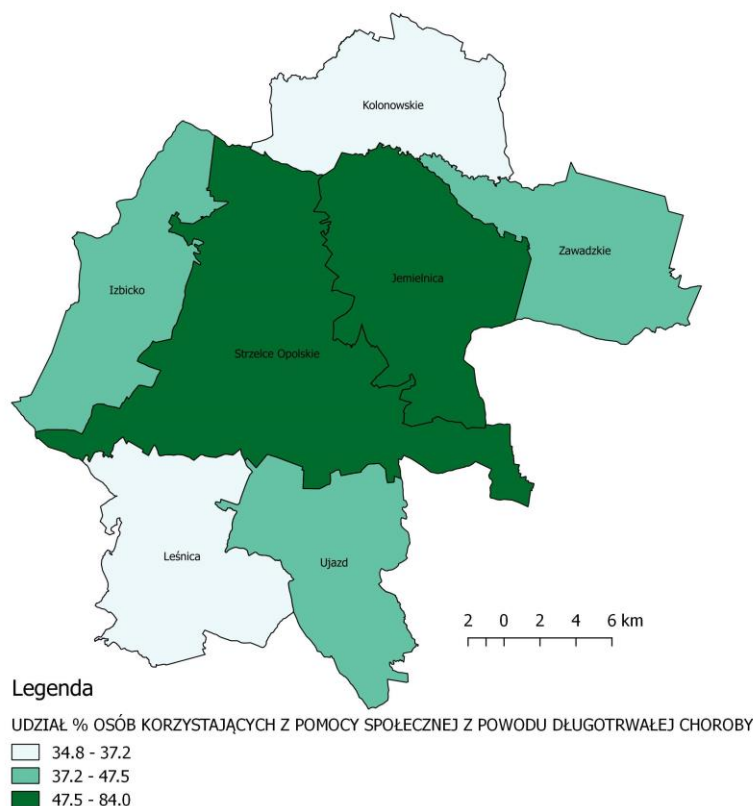 Kolonowskie
Zawadzkie
Jemielnica
Izbicko
Strzelce Opolskie
Leśnica
Ujazd
2 0 2 4 6 km
Legenda
UDZIAŁ % OSÓB KORZYSTAJĄCYCH Z POMOCY SPOŁECZNEJ Z POWODU DŁUGOTRWAŁEJ CHOROBY
34.8 - 37.2
37.2 - 47.5
47.5 - 84.0